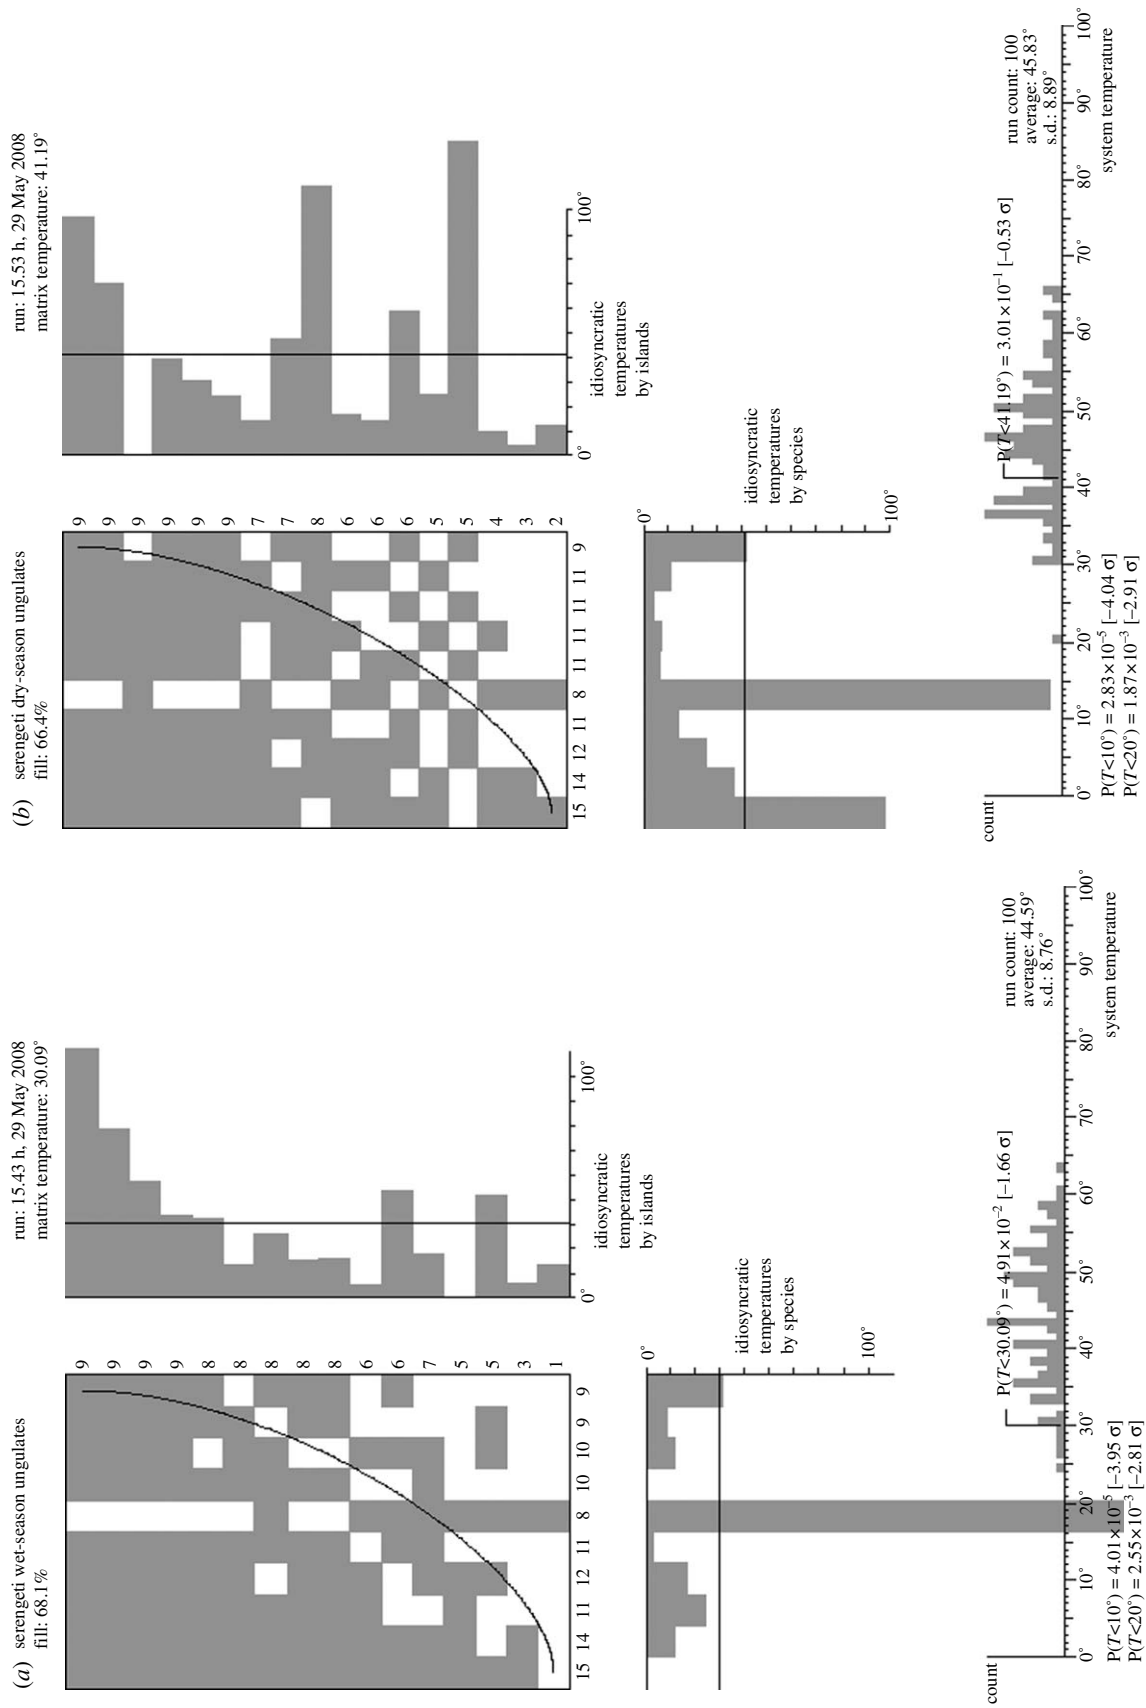 (a) serengeti wet-season ungulates
fill: 68.1%
run: 15.43 h, 29 May 2008
matrix temperature: 30.09°
9
9
9
9
8
8
8
8
8
6
6
7
5
5
3
1
15 14 11 12 11 8 10 10 9 9
0° 100°
idiosyncratic
temperatures
by islands
0°
100°
idiosyncratic
temperatures
by species
count
P(T<30.09°) = 4.91×10⁻² [−1.66 σ]
run count: 100
average: 44.59°
s.d.: 8.76°
0° 10° 20° 30° 40° 50° 60° 70° 80° 90° 100°
system temperature
P(T<10°) = 4.01×10⁻⁵ [−3.95 σ]
P(T<20°) = 2.55×10⁻³ [−2.81 σ]
(b) serengeti dry-season ungulates
fill: 66.4%
run: 15.53 h, 29 May 2008
matrix temperature: 41.19°
9
9
9
9
9
9
7
7
8
6
6
6
5
5
4
3
2
15 14 12 11 8 11 11 11 11 9
0° 100°
idiosyncratic
temperatures
by islands
0°
100°
idiosyncratic
temperatures
by species
count
P(T<41.19°) = 3.01×10⁻¹ [−0.53 σ]
run count: 100
average: 45.83°
s.d.: 8.89°
0° 10° 20° 30° 40° 50° 60° 70° 80° 90° 100°
system temperature
P(T<10°) = 2.83×10⁻⁵ [−4.04 σ]
P(T<20°) = 1.87×10⁻³ [−2.91 σ]